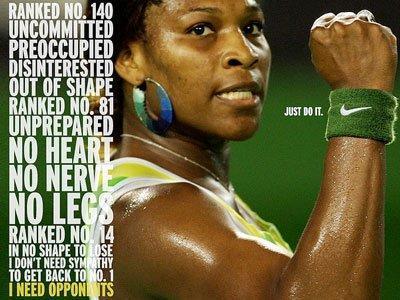 RANKED NO. 140
UNCOMMITTED
PREOCCUPIED
DISINTERESTED
OUT OF SHAPE
RANKED NO. 81
UNPREPARED
NO HEART
NO NERVE
NO LEGS
RANKED NO. 14
IN NO SHAPE TO LOSE
I DON'T NEED SYMPATHY
TO GET BACK TO NO. 1
I NEED OPPONENTS
JUST DO IT.